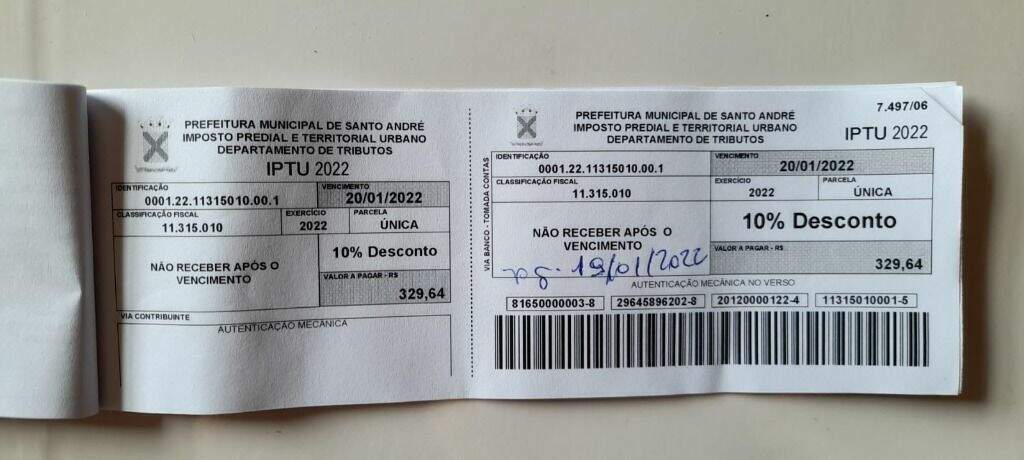 PREFEITURA MUNICIPAL DE SANTO ANDRÉ
IMPOSTO PREDIAL E TERRITORIAL URBANO
DEPARTAMENTO DE TRIBUTOS
IPTU 2022
IDENTIFICAÇÃO
0001.22.11315010.00.1
VENCIMENTO
20/01/2022
CLASSIFICAÇÃO FISCAL
11.315.010
EXERCÍCIO
2022
PARCELA
ÚNICA
NÃO RECEBER APÓS O
VENCIMENTO
10% Desconto
VALOR A PAGAR - R$
329,64
VIA CONTRIBUINTE
AUTENTICAÇÃO MECÂNICA
7.497/06
PREFEITURA MUNICIPAL DE SANTO ANDRÉ
IMPOSTO PREDIAL E TERRITORIAL URBANO
DEPARTAMENTO DE TRIBUTOS
IPTU 2022
VIA BANCO - TOMADA CONTAS
IDENTIFICAÇÃO
0001.22.11315010.00.1
VENCIMENTO
20/01/2022
CLASSIFICAÇÃO FISCAL
11.315.010
EXERCÍCIO
2022
PARCELA
ÚNICA
NÃO RECEBER APÓS O
VENCIMENTO
pg. 19/01/2022
10% Desconto
VALOR A PAGAR - R$
329,64
AUTENTICAÇÃO MECÂNICA NO VERSO
81650000003-8 29645896202-8 20120000122-4 11315010001-5